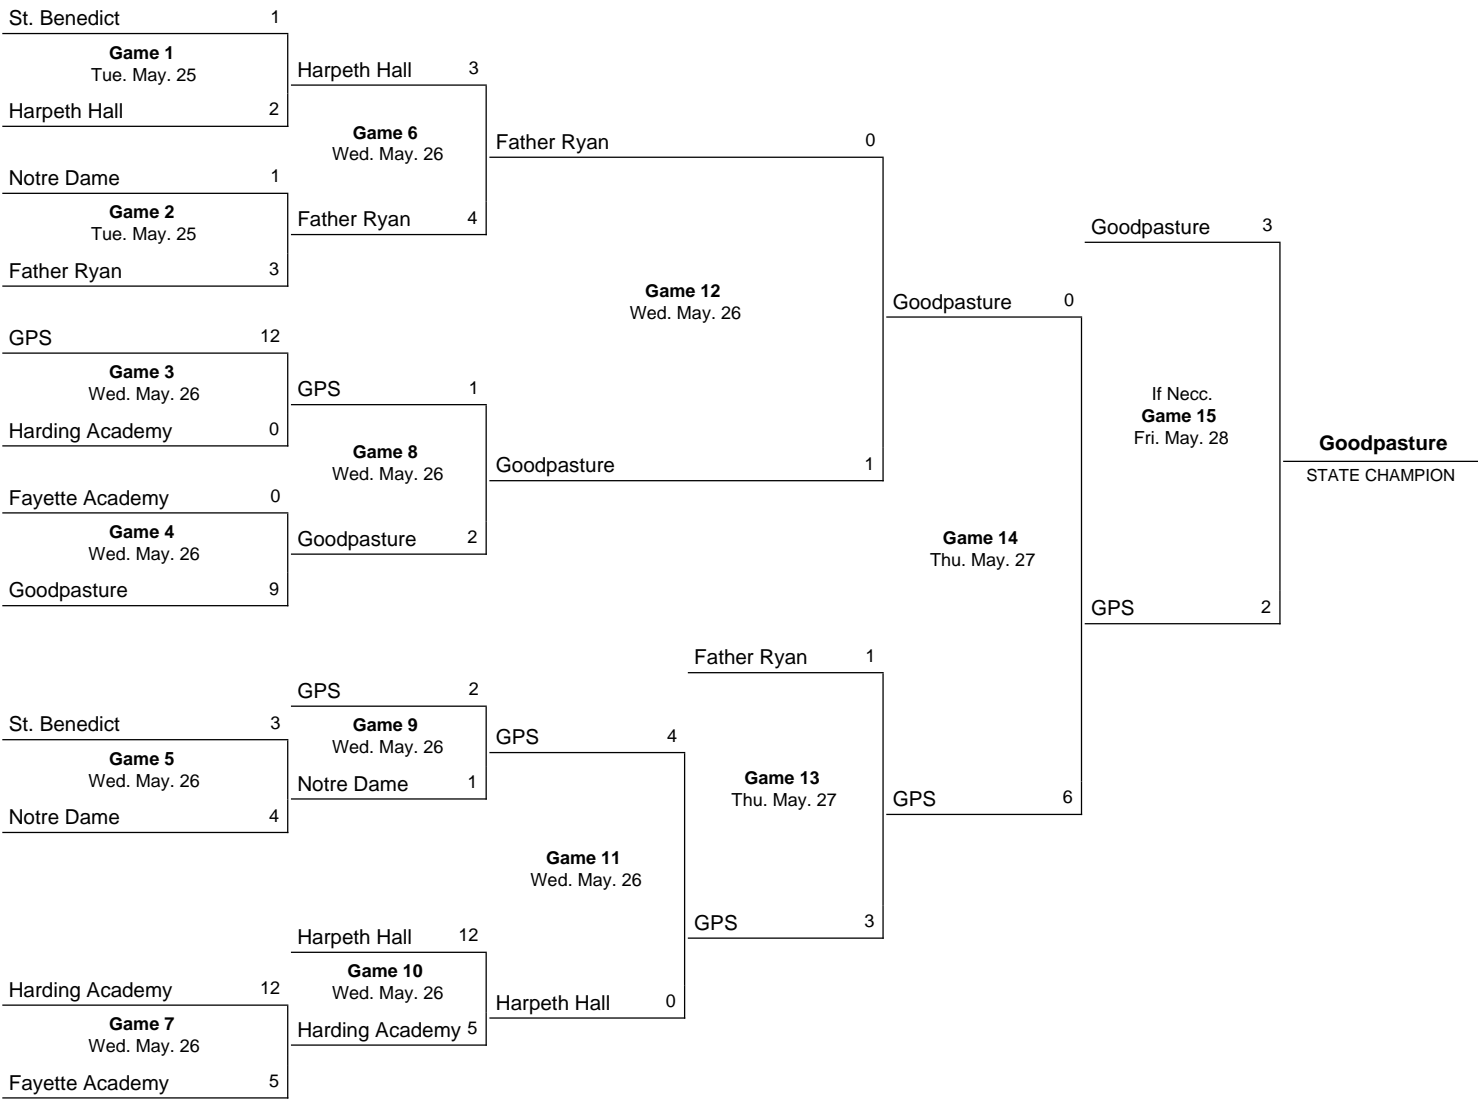 St. Benedict 1
Game 1
Tue. May. 25
Harpeth Hall 2
Notre Dame 1
Game 2
Tue. May. 25
Father Ryan 3
GPS 12
Game 3
Wed. May. 26
Harding Academy 0
Fayette Academy 0
Game 4
Wed. May. 26
Goodpasture 9
St. Benedict 3
Game 5
Wed. May. 26
Notre Dame 4
Harding Academy 12
Game 7
Wed. May. 26
Fayette Academy 5
Harpeth Hall 3
Game 6
Wed. May. 26
Father Ryan 4
GPS 1
Game 8
Wed. May. 26
Goodpasture 2
GPS 2
Game 9
Wed. May. 26
Notre Dame 1
Harpeth Hall 12
Game 10
Wed. May. 26
Harding Academy 5
Father Ryan 0
Game 12
Wed. May. 26
Goodpasture 1
GPS 4
Game 11
Wed. May. 26
Harpeth Hall 0
Father Ryan 1
Game 13
Thu. May. 27
GPS 3
Goodpasture 0
Game 14
Thu. May. 27
GPS 6
Goodpasture 3
If Necc.
Game 15
Fri. May. 28
GPS 2
Goodpasture
STATE CHAMPION